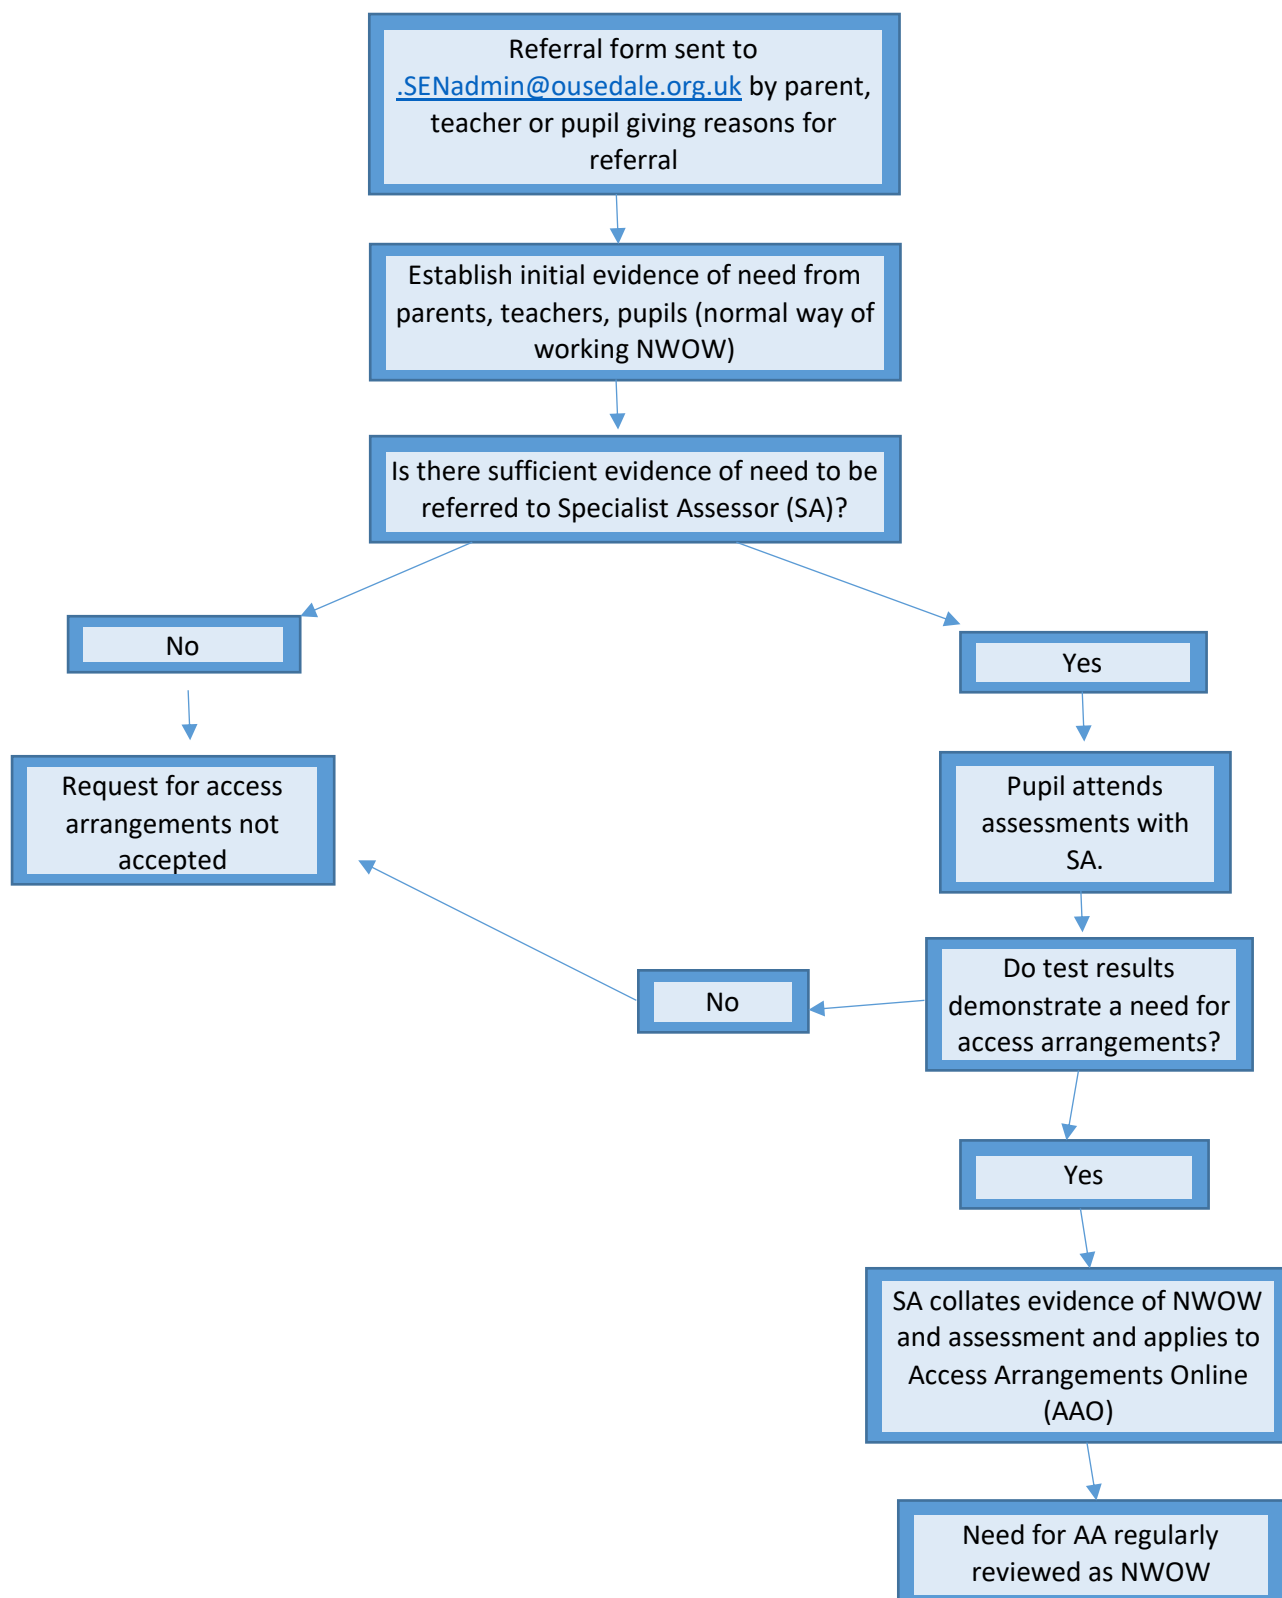 Referral form sent to
.SENadmin@ousedale.org.uk by parent,
teacher or pupil giving reasons for
referral
Establish initial evidence of need from
parents, teachers, pupils (normal way of
working NWOW)
Is there sufficient evidence of need to be
referred to Specialist Assessor (SA)?
No
Yes
Request for access
arrangements not
accepted
Pupil attends
assessments with
SA.
Do test results
demonstrate a need for
access arrangements?
No
Yes
SA collates evidence of NWOW
and assessment and applies to
Access Arrangements Online
(AAO)
Need for AA regularly
reviewed as NWOW